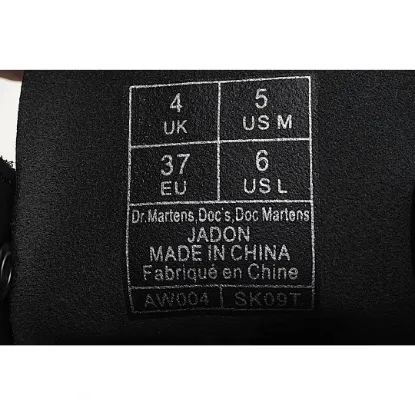 4 5
UK US M
37 6
EU US L
Dr.Martens,Doc's,Doc Martens
JADON
MADE IN CHINA
Fabriqué en Chine
AW004 SK09T